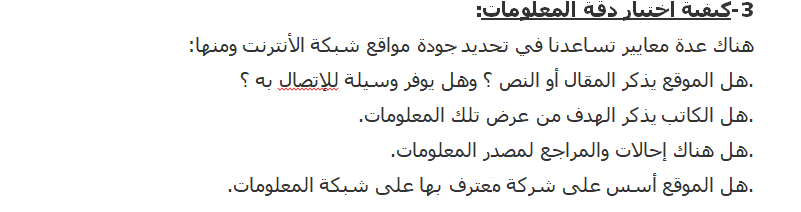 3-كيفية اختبار دقة المعلومات:
هناك عدة معايير تساعدنا في تحديد جودة مواقع شبكة الأنترنت ومنها:
.هل الموقع يذكر المقال أو النص ؟ وهل يوفر وسيلة للإتصال به ؟
.هل الكاتب يذكر الهدف من عرض تلك المعلومات.
.هل هناك إحالات والمراجع لمصدر المعلومات.
.هل الموقع أسس على شركة معترف بها على شبكة المعلومات.